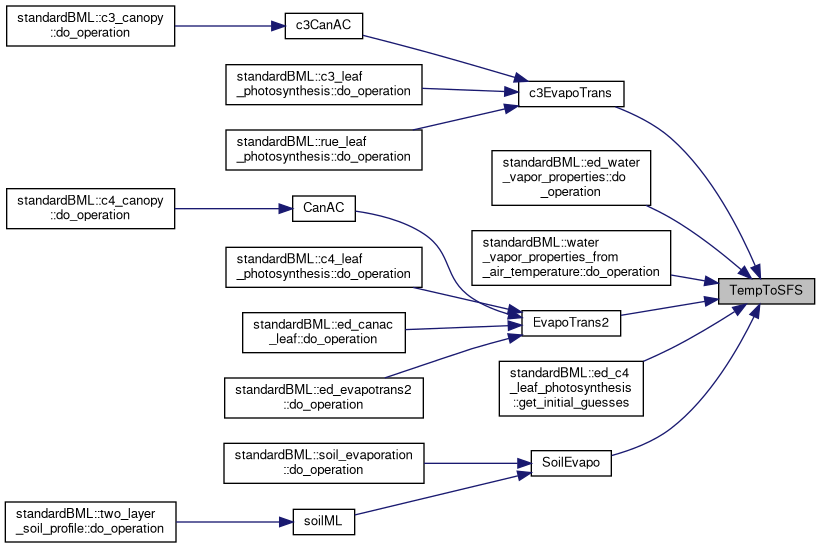 standardBML::c3_canopy
::do_operation
c3CanAC
standardBML::c3_leaf
_photosynthesis::do_operation
c3EvapoTrans
standardBML::rue_leaf
_photosynthesis::do_operation
standardBML::ed_water
_vapor_properties::do
_operation
standardBML::c4_canopy
::do_operation
CanAC
standardBML::water
_vapor_properties_from
_air_temperature::do_operation
standardBML::c4_leaf
_photosynthesis::do_operation
TempToSFS
standardBML::ed_canac
_leaf::do_operation
EvapoTrans2
standardBML::ed_evapotrans2
::do_operation
standardBML::ed_c4
_leaf_photosynthesis
::get_initial_guesses
standardBML::soil_evaporation
::do_operation
SoilEvapo
standardBML::two_layer
_soil_profile::do_operation
soilML